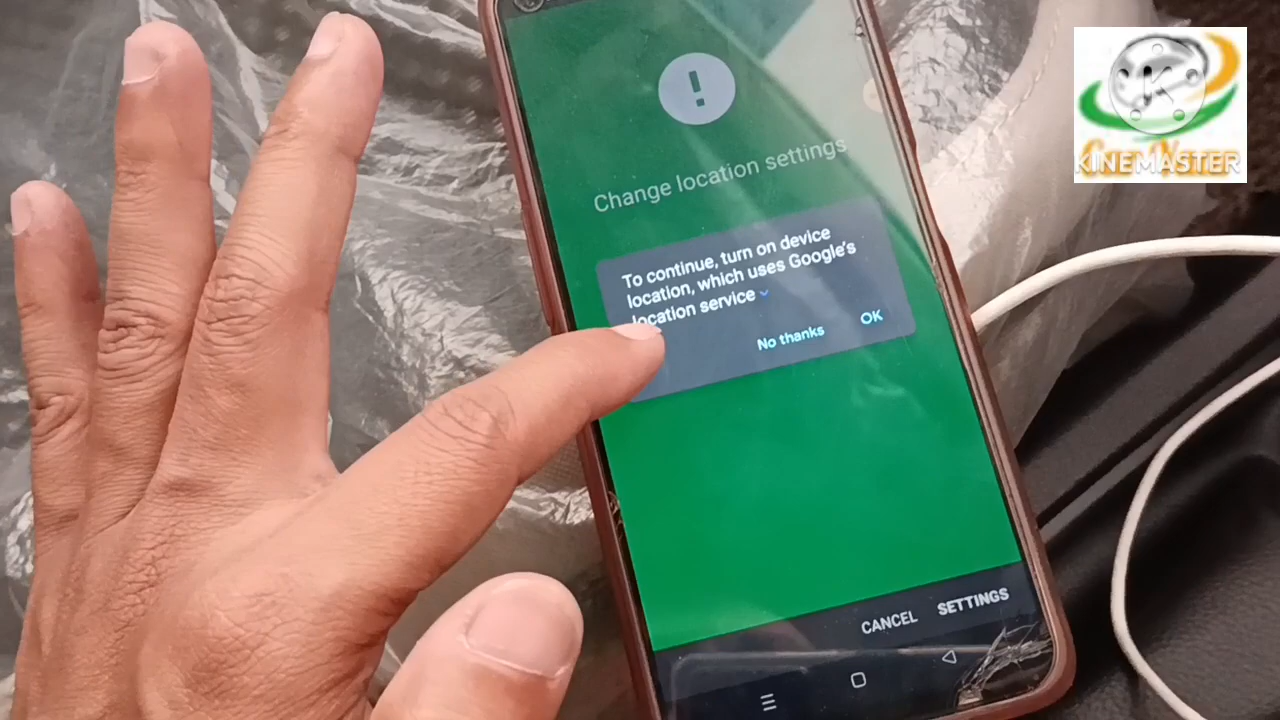 Change location settings
To continue, turn on device
location, which uses Google's
location service
No thanks
OK
CANCEL
SETTINGS
K
KINEMASTER